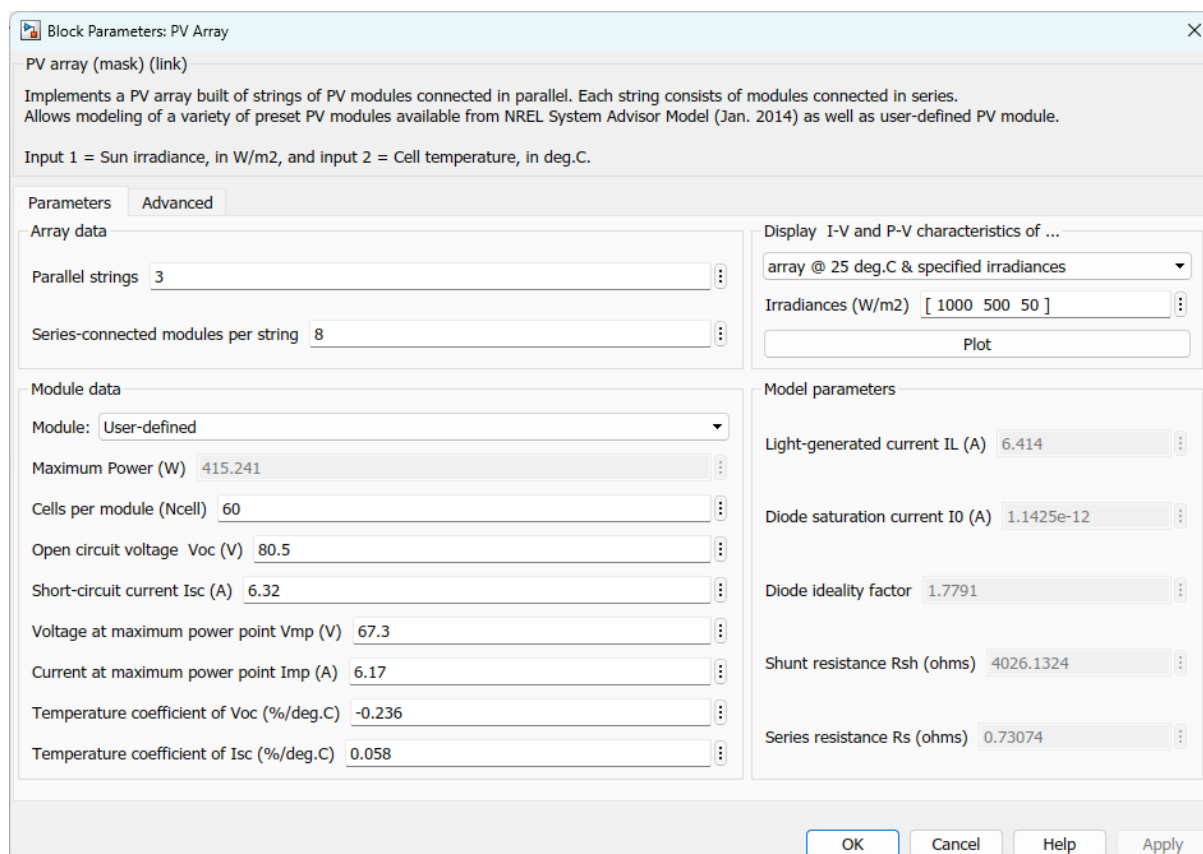 Block Parameters: PV Array
PV array (mask) (link)
Implements a PV array built of strings of PV modules connected in parallel. Each string consists of modules connected in series.
Allows modeling of a variety of preset PV modules available from NREL System Advisor Model (Jan. 2014) as well as user-defined PV module.
Input 1 = Sun irradiance, in W/m2, and input 2 = Cell temperature, in deg.C.
Parameters Advanced
Array data
Parallel strings 3
Series-connected modules per string 8
Display I-V and P-V characteristics of ...
array @ 25 deg.C & specified irradiances
Irradiances (W/m2) [ 1000 500 50 ]
Plot
Module data
Module: User-defined
Maximum Power (W) 415.241
Cells per module (Ncell) 60
Open circuit voltage Voc (V) 80.5
Short-circuit current Isc (A) 6.32
Voltage at maximum power point Vmp (V) 67.3
Current at maximum power point Imp (A) 6.17
Temperature coefficient of Voc (%/deg.C) -0.236
Temperature coefficient of Isc (%/deg.C) 0.058
Model parameters
Light-generated current IL (A) 6.414
Diode saturation current I0 (A) 1.1425e-12
Diode ideality factor 1.7791
Shunt resistance Rsh (ohms) 4026.1324
Series resistance Rs (ohms) 0.73074
OK Cancel Help Apply